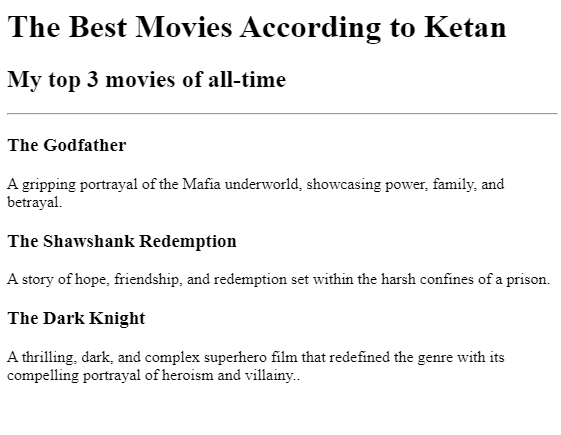 The Best Movies According to Ketan
My top 3 movies of all-time
The Godfather
A gripping portrayal of the Mafia underworld, showcasing power, family, and
betrayal.
The Shawshank Redemption
A story of hope, friendship, and redemption set within the harsh confines of a prison.
The Dark Knight
A thrilling, dark, and complex superhero film that redefined the genre with its
compelling portrayal of heroism and villainy..